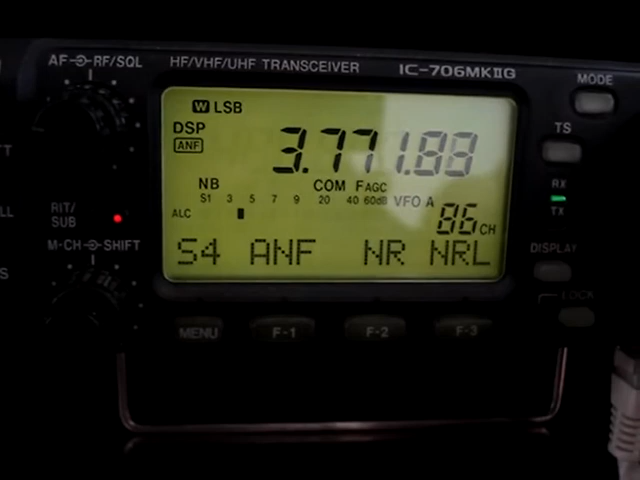 AF RF/SQL HF/VHF/UHF TRANSCEIVER IC-706MKIIG
MODE
W LSB
DSP
ANF
3.771.88
TS
NB COM FAGC
S1 3 5 7 9 20 40 60dB VFO A
RX
TX
ALC
86 CH
RIT/
SUB
M-CH SHIFT
S4 ANF NR NRL
DISPLAY
LOCK
MENU F-1 F-2 F-3